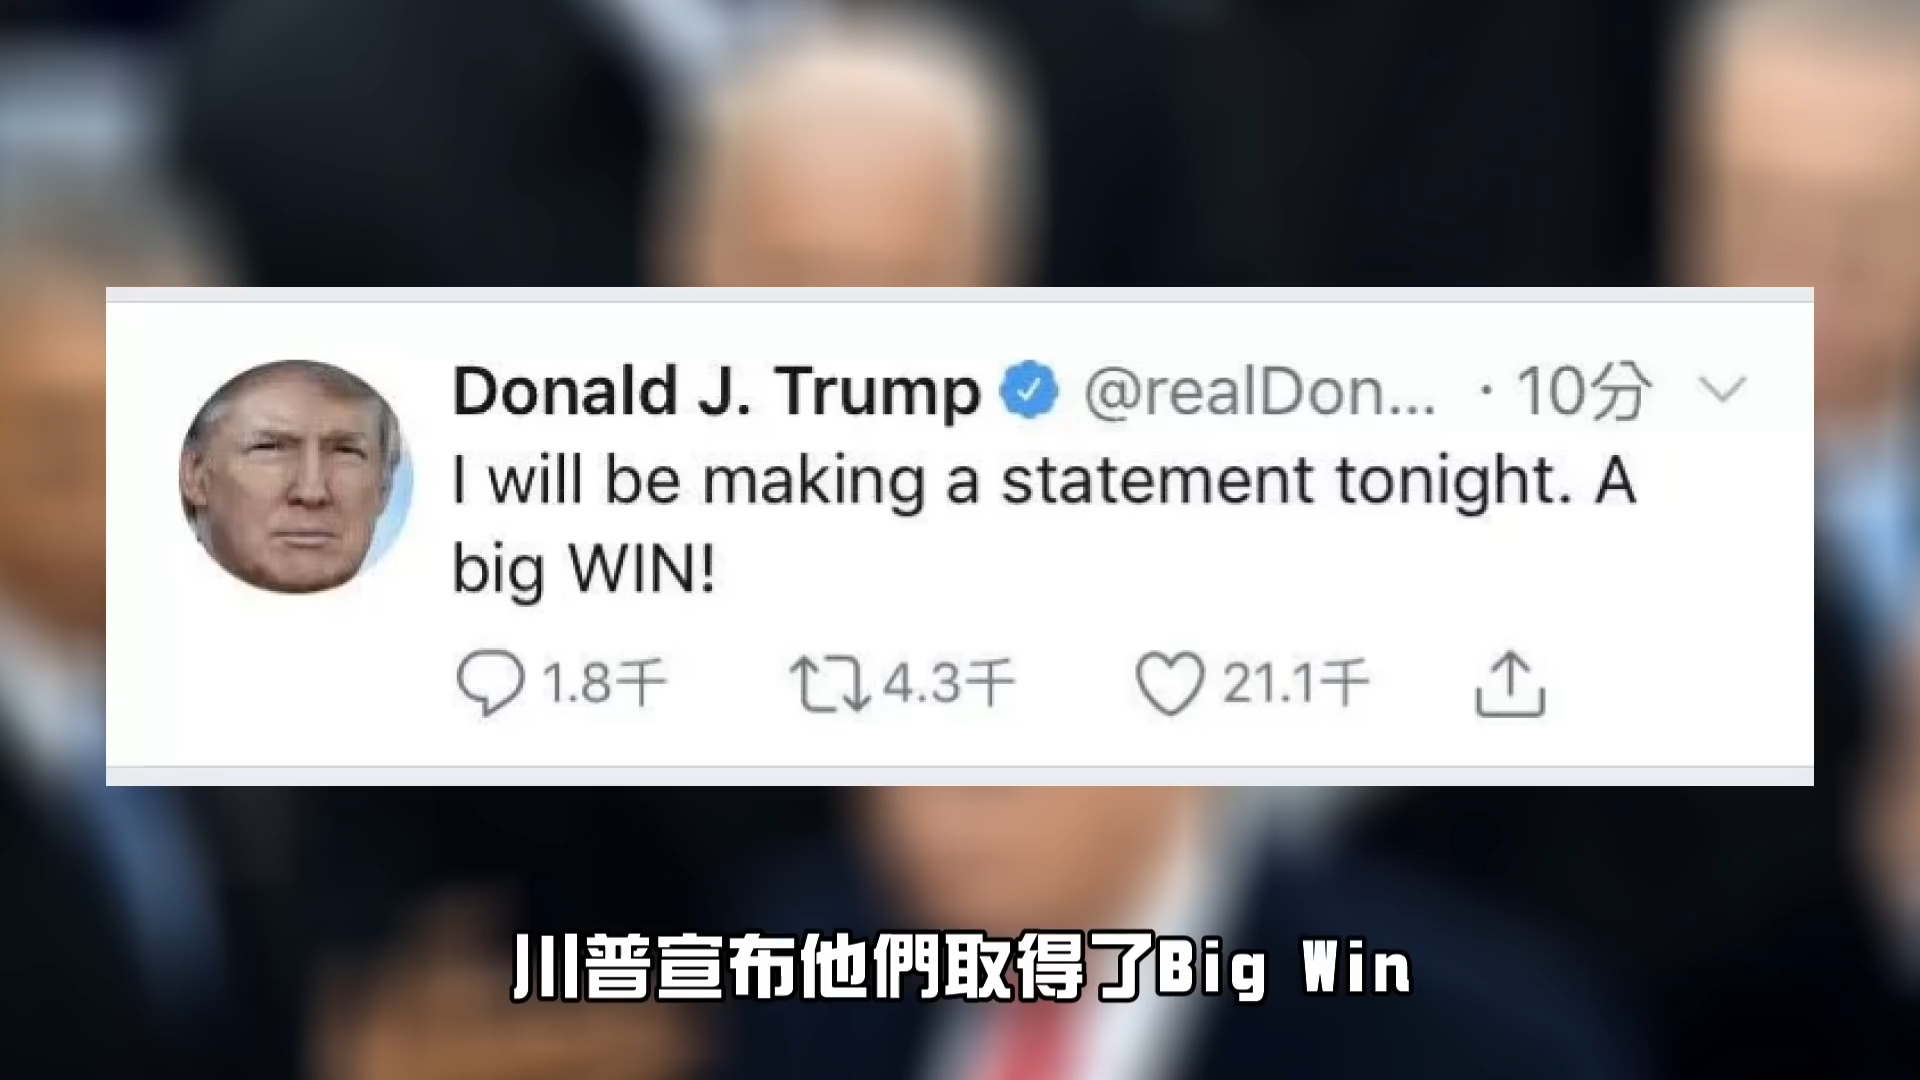 Donald J. Trump @realDon... · 10分
I will be making a statement tonight. A
big WIN!
1.8千 4.3千 21.1千
川普宣布他們取得了Big Win